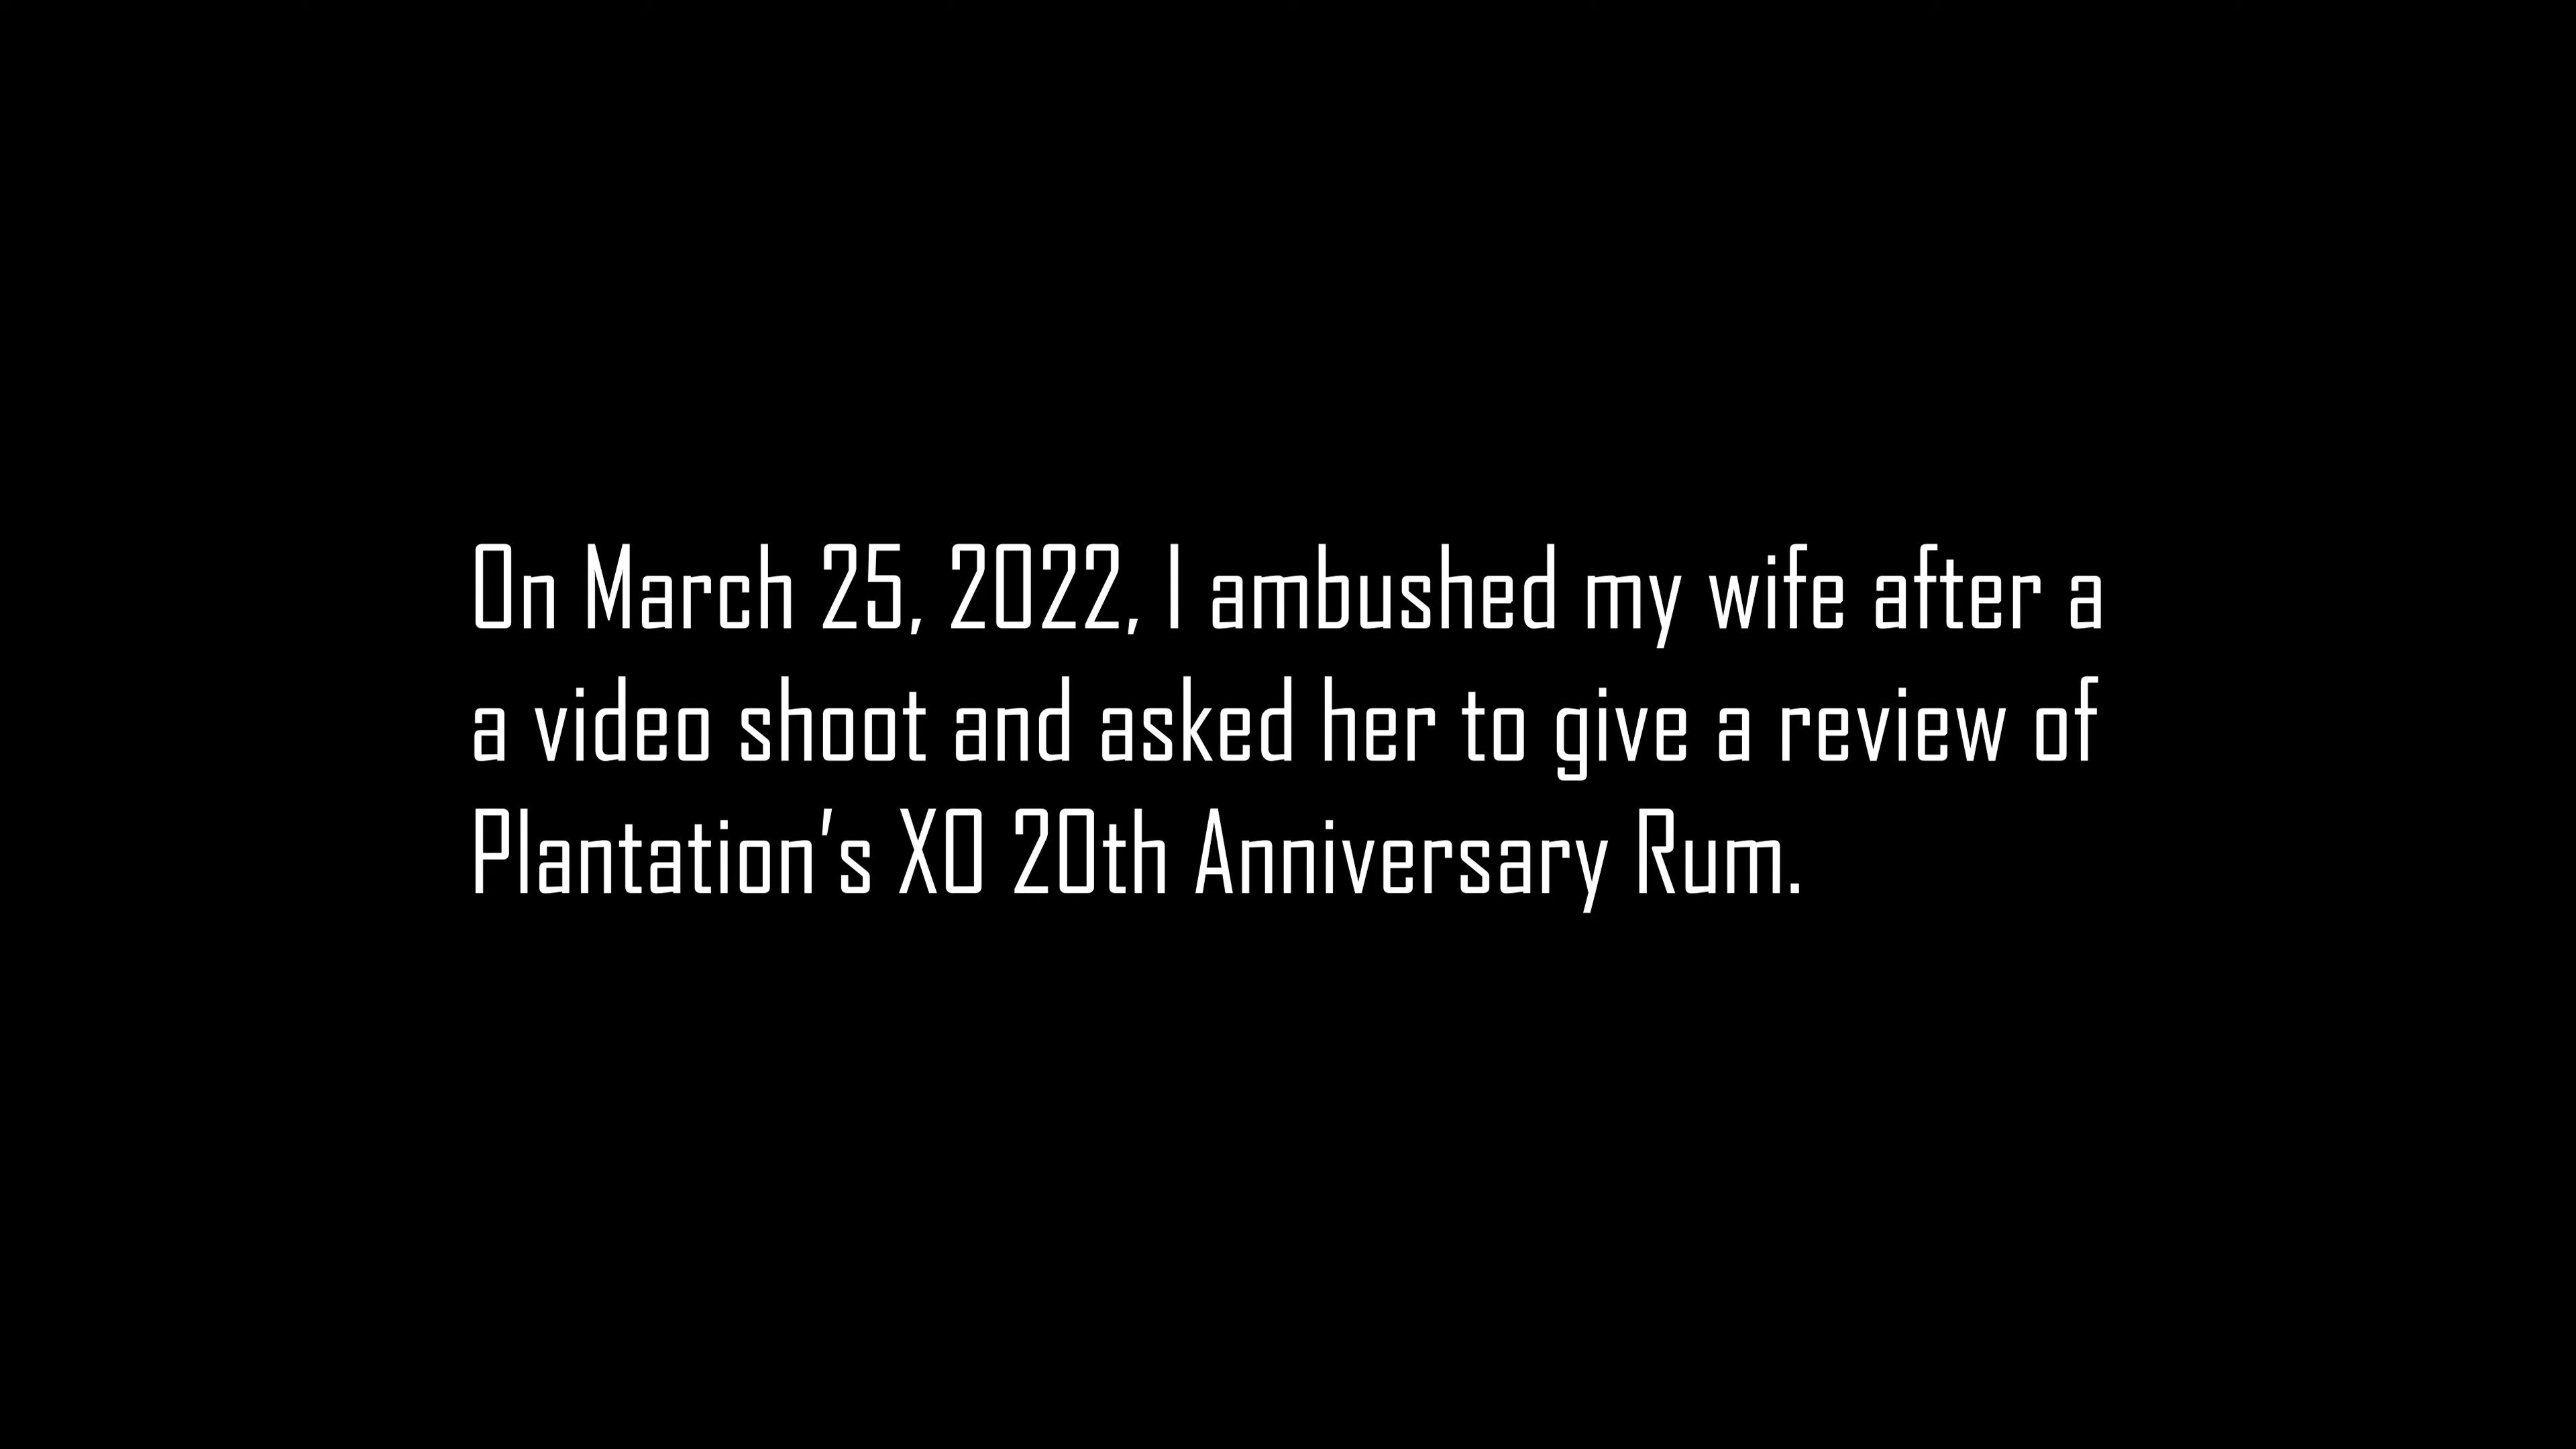 On March 25, 2022, I ambushed my wife after a
a video shoot and asked her to give a review of
Plantation’s XO 20th Anniversary Rum.